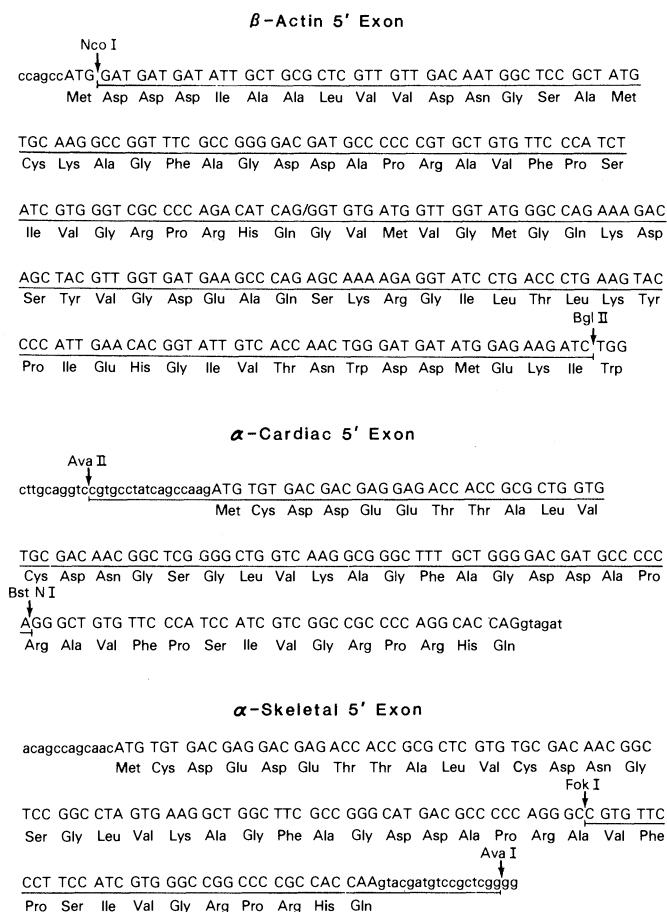 β-Actin 5' Exon
Nco I
ccagccATG GAT GAT GAT ATT GCT GCG CTC GTT GTT GAC AAT GGC TCC GCT ATG
Met Asp Asp Asp Ile Ala Ala Leu Val Val Asp Asn Gly Ser Ala Met
TGC AAG GCC GGT TTC GCC GGG GAC GAT GCC CCC CGT GCT GTG TTC CCA TCT
Cys Lys Ala Gly Phe Ala Gly Asp Asp Ala Pro Arg Ala Val Phe Pro Ser
ATC GTG GGT CGC CCC AGA CAT CAG/GGT GTG ATG GTT GGT ATG GGC CAG AAA GAC
Ile Val Gly Arg Pro Arg His Gln Gly Val Met Val Gly Met Gly Gln Lys Asp
AGC TAC GTT GGT GAT GAA GCC CAG AGC AAA AGA GGT ATC CTG ACC CTG AAG TAC
Ser Tyr Val Gly Asp Glu Ala Gln Ser Lys Arg Gly Ile Leu Thr Leu Lys Tyr
Bgl II
CCC ATT GAA CAC GGT ATT GTC ACC AAC TGG GAT GAT ATG GAG AAG ATC TGG
Pro Ile Glu His Gly Ile Val Thr Asn Trp Asp Asp Met Glu Lys Ile Trp
α-Cardiac 5' Exon
Ava II
cttgcaggtccgtgcctatcagccaagATG TGT GAC GAC GAG GAG ACC ACC GCG CTG GTG
Met Cys Asp Asp Glu Glu Thr Thr Ala Leu Val
TGC GAC AAC GGC TCG GGG CTG GTC AAG GCG GGC TTT GCT GGG GAC GAT GCC CCC
Cys Asp Asn Gly Ser Gly Leu Val Lys Ala Gly Phe Ala Gly Asp Asp Ala Pro
Bst N I
AGG GCT GTG TTC CCA TCC ATC GTC GGC CGC CCC AGG CAC CAGgtagat
Arg Ala Val Phe Pro Ser Ile Val Gly Arg Pro Arg His Gln
α-Skeletal 5' Exon
acagccagcaacATG TGT GAC GAG GAC GAG ACC ACC GCG CTC GTG TGC GAC AAC GGC
Met Cys Asp Glu Asp Glu Thr Thr Ala Leu Val Cys Asp Asn Gly
Fok I
TCC GGC CTA GTG AAG GCT GGC TTC GCC GGG CAT GAC GCC CCC AGG GCC GTG TTC
Ser Gly Leu Val Lys Ala Gly Phe Ala Gly Asp Asp Ala Pro Arg Ala Val Phe
Ava I
CCT TCC ATC GTG GGC CGG CCC CGC CAC CAAgtacgatgtccgctcgggg
Pro Ser Ile Val Gly Arg Pro Arg His Gln